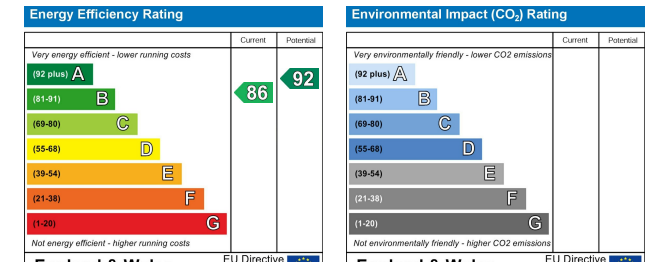 Energy Efficiency Rating
Current Potential
Very energy efficient - lower running costs
(92 plus) A
(81-91) B
(69-80) C
(55-68) D
(39-54) E
(21-38) F
(1-20) G
86
92
Not energy efficient - higher running costs
EU Directive
Environmental Impact (CO₂) Rating
Current Potential
Very environmentally friendly - lower CO2 emissions
(92 plus) A
(81-91) B
(69-80) C
(55-68) D
(39-54) E
(21-38) F
(1-20) G
Not environmentally friendly - higher CO2 emissions
EU Directive